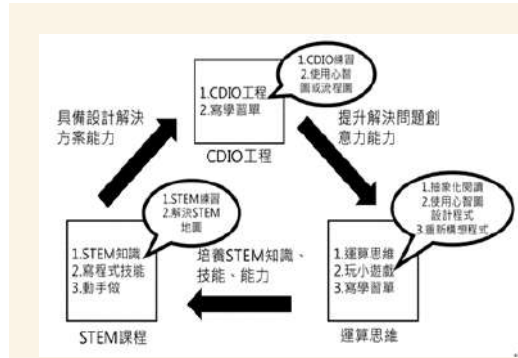 1.CDIO練習
2.使用心智
圖或流程圖
1.CDIO工程
2.寫學習單
CDIO工程
具備設計解決
方案能力
提升解決問題創
意力能力
1.STEM練習
2.解決STEM
地圖
1.STEM知識
2.寫程式技能
3.動手做
STEM課程
培養STEM知識、
技能、能力
1.抽象化閱讀
2.使用心智圖
設計程式
3.重新構想程式
1.運算思維
2.玩小遊戲
3.寫學習單
運算思維